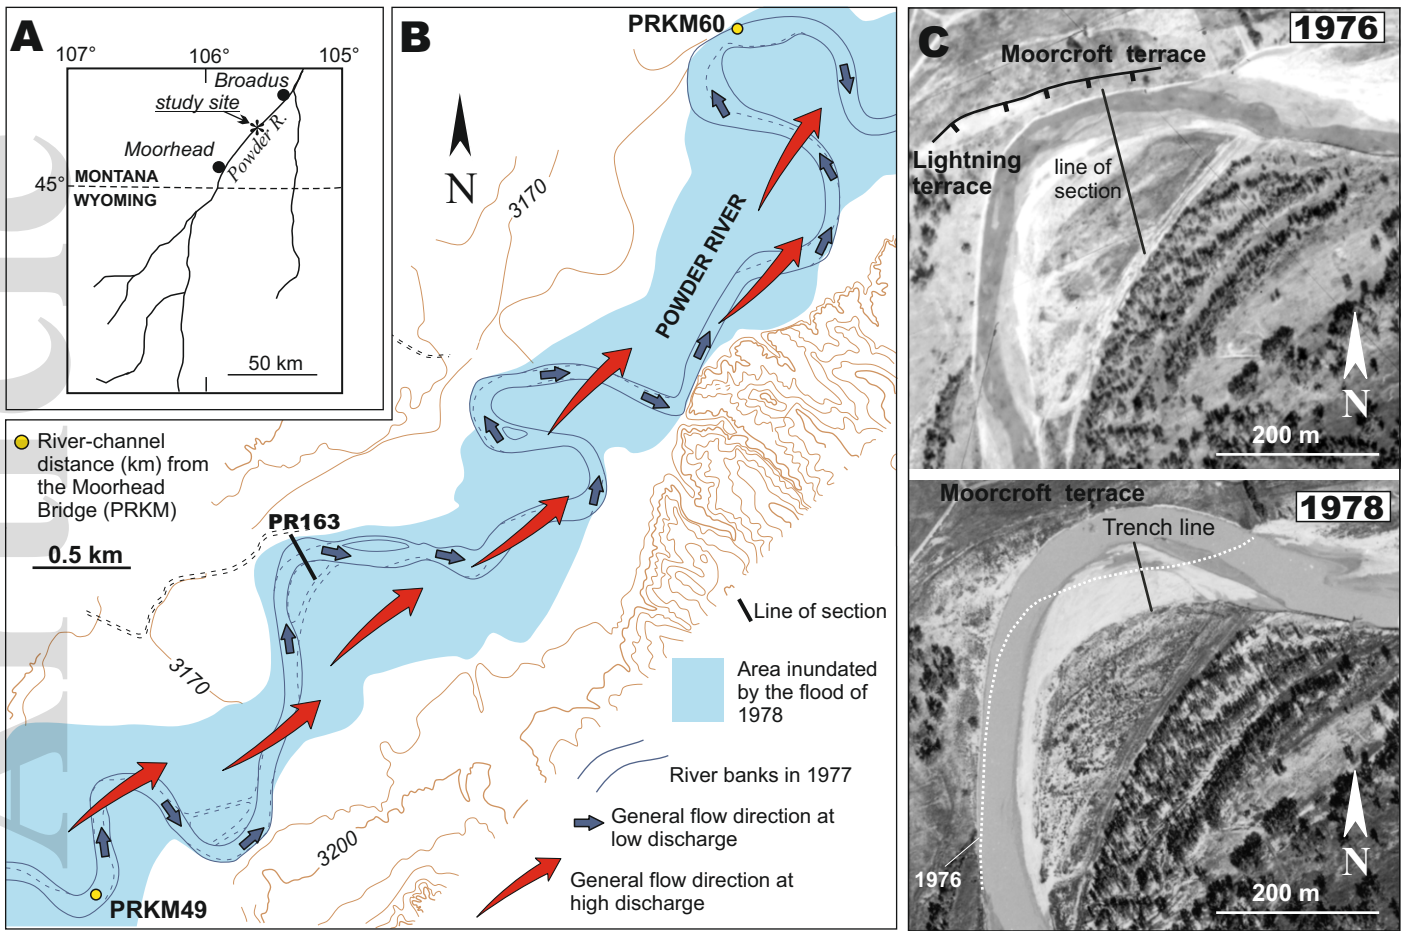 A
107°
106°
105°
Broadus
study site
Powder R.
Moorhead
45°
MONTANA
WYOMING
50 km
River-channel
distance (km) from
the Moorhead
Bridge (PRKM)
0.5 km
B
PRKM60
N
3170
POWDER RIVER
PR163
3170
3200
PRKM49
Line of section
Area inundated
by the flood of
1978
River banks in 1977
General flow direction at
low discharge
General flow direction at
high discharge
C
1976
Moorcroft terrace
Lightning
terrace
line of
section
N
200 m
Moorcroft terrace
1978
Trench line
1976
N
200 m